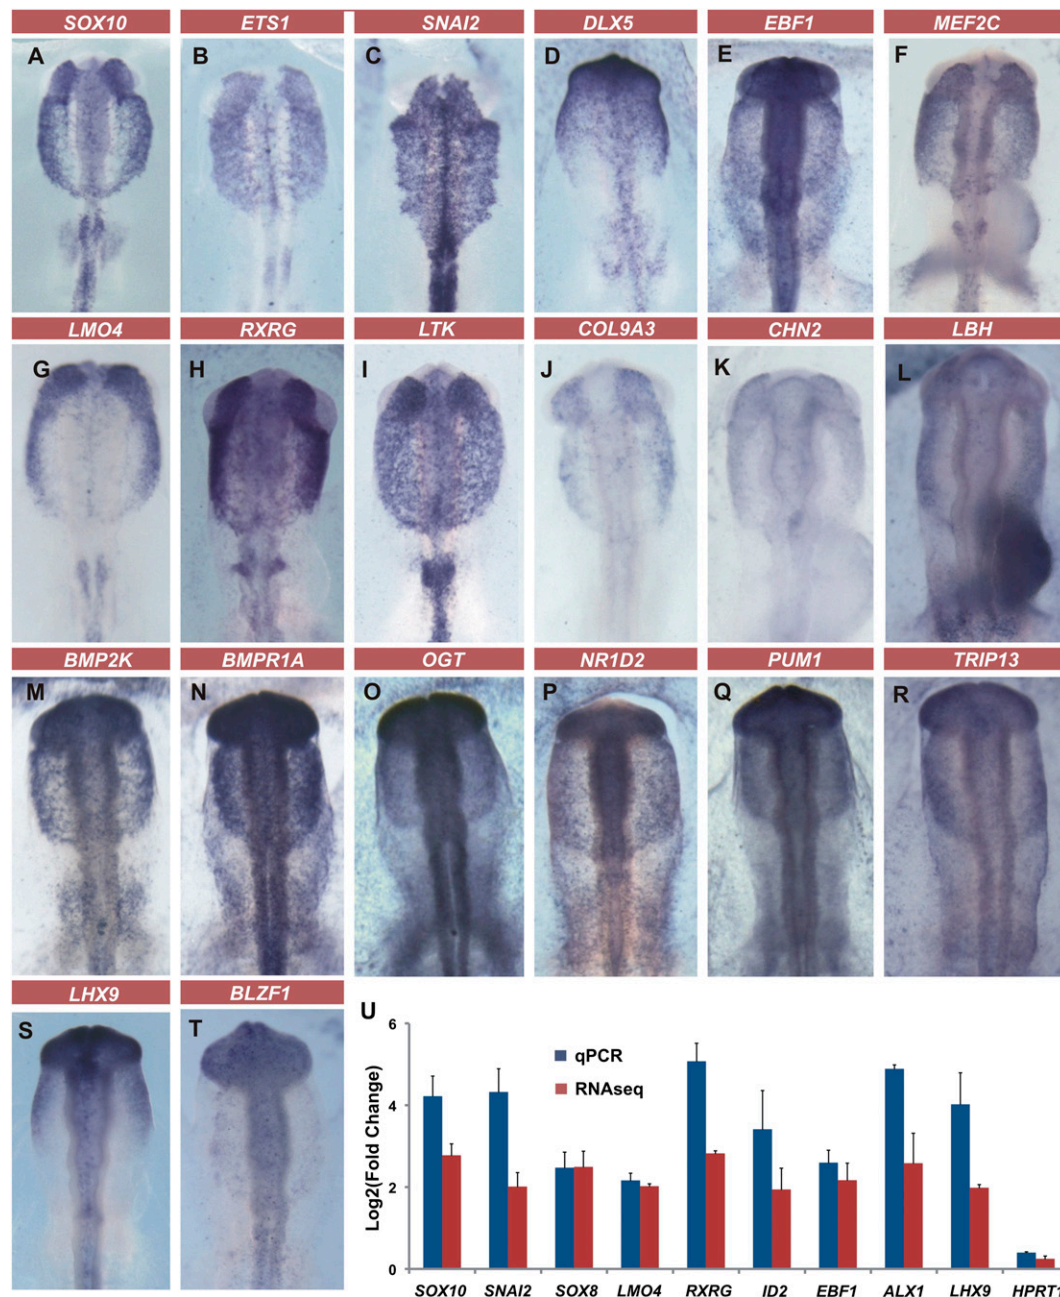 SOX10 ETS1 SNAI2 DLX5 EBF1 MEF2C
A B C D E F
LMO4 RXRG LTK COL9A3 CHN2 LBH
G H I J K L
BMP2K BMPR1A OGT NR1D2 PUM1 TRIP13
M N O P Q R
LHX9 BLZF1
S T U
6
qPCR
RNAseq
4
Log2(Fold Change)
2
0
SOX10 SNAI2 SOX8 LMO4 RXRG ID2 EBF1 ALX1 LHX9 HPRT1